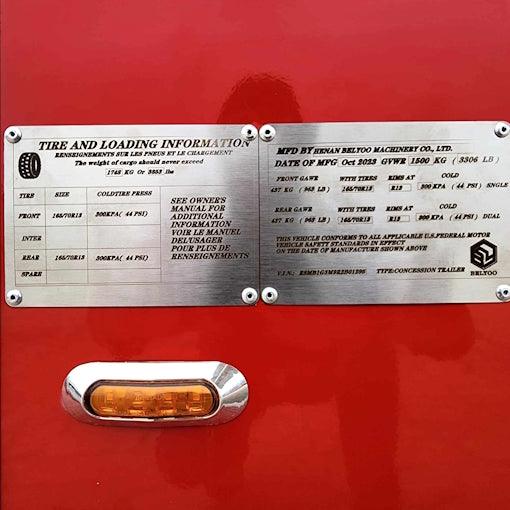 TIRE AND LOADING INFORMATION
RENSEIGNEMENTS SUR LES PNEUS ET LE CHARGEMENT
The weight of cargo should never exceed
1748 KG Or 3853 lbs
TIRE SIZE COLDTIRE PRESS
FRONT 165/70R13 300KPA( 44 PSI)
INTER
REAR 165/70R13 300KPA( 44 PSI)
SPARE
SEE OWNER'S
MANUAL FOR
ADDITIONAL
INFORMATION
VOIR LE MANUEL
DELUSAGER
POUR PLUS DE
RENSEIGNEMENTS
MFD BY HENAN BELYOO MACHINERY CO., LTD.
DATE OF MFG Oct 2023 GVWR 1500 KG ( 3306 LB )
FRONT GAWR WITH TIRES RIMS AT COLD
437 KG ( 963 LB ) 165/70R13 R13 300 KPA ( 44 PSI ) SINGLE
REAR GAWR WITH TIRES RIMS AT COLD
437 KG ( 963 LB ) 165/70R13 R13 300 KPA ( 44 PSI ) DUAL
THIS VEHICLE CONFORMS TO ALL APPLICABLE U.S.FEDERAL MOTOR
VEHICLE SAFETY STANDARDS IN EFFECT
ON THE DATE OF MANUFACTURE SHOWN ABOVE
V.I.N.: TYPE:CONCESSION TRAILER
BELYOO